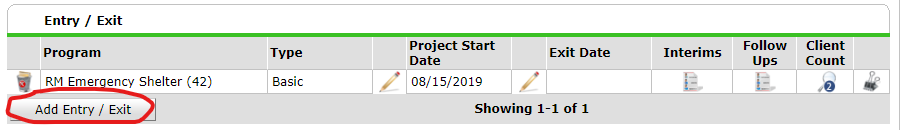 Entry / Exit
Program Type Project Start Date Exit Date Interims Follow Ups Client Count
RM Emergency Shelter (42) Basic 08/15/2019 2
Add Entry / Exit Showing 1-1 of 1